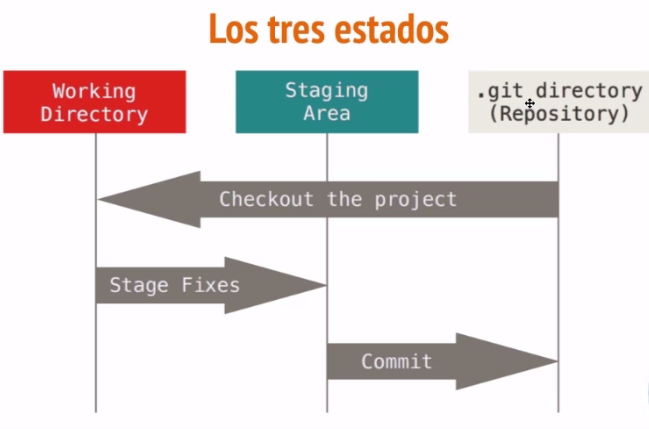 Los tres estados
Working
Directory
Staging
Area
.git directory
(Repository)
Checkout the project
Stage Fixes
Commit